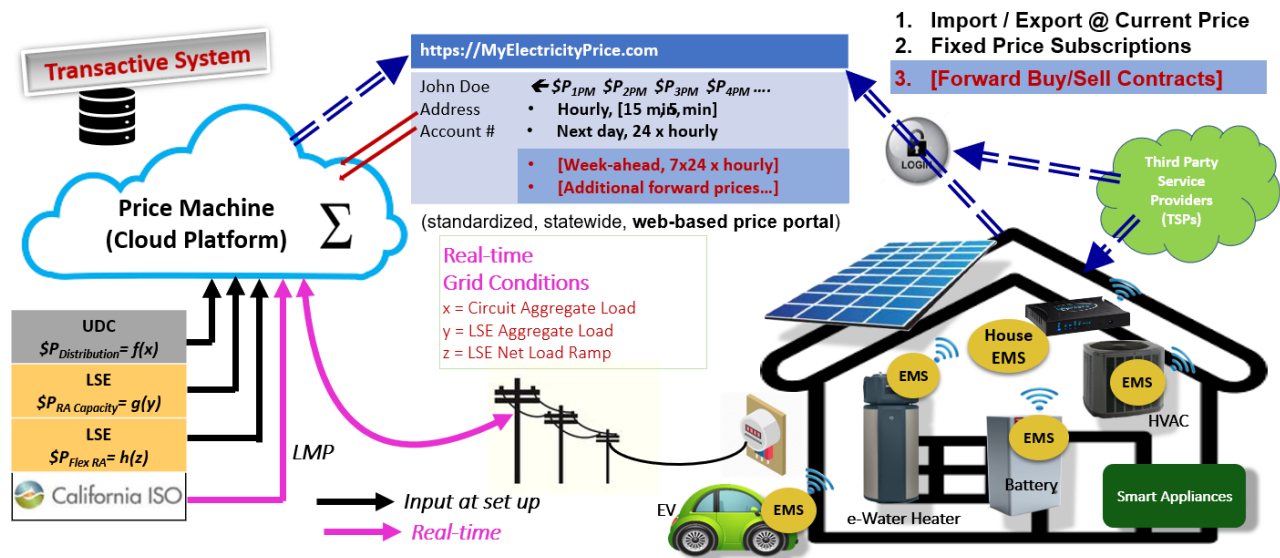 Transactive System
https://MyElectricityPrice.com
John Doe
Address
Account #
$P1PM $P2PM $P3PM $P4PM ....
• Hourly, [15 min, 5 min]
• Next day, 24 x hourly
• [Week-ahead, 7x24 x hourly]
• [Additional forward prices...]
(standardized, statewide, web-based price portal)
1. Import / Export @ Current Price
2. Fixed Price Subscriptions
3. [Forward Buy/Sell Contracts]
LOGIN
Third Party
Service
Providers
(TSPs)
Price Machine
(Cloud Platform)
Σ
Real-time
Grid Conditions
x = Circuit Aggregate Load
y = LSE Aggregate Load
z = LSE Net Load Ramp
UDC
$PDistribution= f(x)
LSE
$PRA Capacity= g(y)
LSE
$PFlex RA= h(z)
California ISO
LMP
Input at set up
Real-time
House
EMS
EMS
EMS
HVAC
EMS
Battery
e-Water Heater
EV
EMS
Smart Appliances